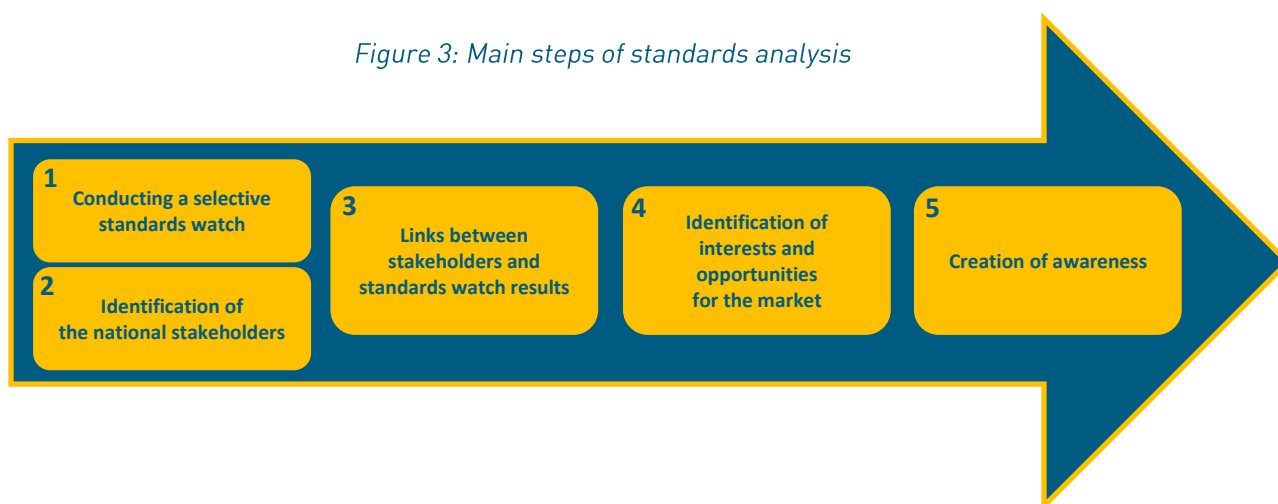 Figure 3: Main steps of standards analysis
1
Conducting a selective
standards watch
2
Identification of
the national stakeholders
3
Links between
stakeholders and
standards watch results
4
Identification of
interests and
opportunities
for the market
5
Creation of awareness